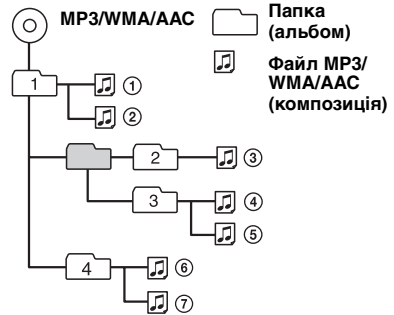 MP3/WMA/AAC
Папка
(альбом)
Файл MP3/
WMA/AAC
(композиція)
1
①
②
2
③
3
④
⑤
4
⑥
⑦